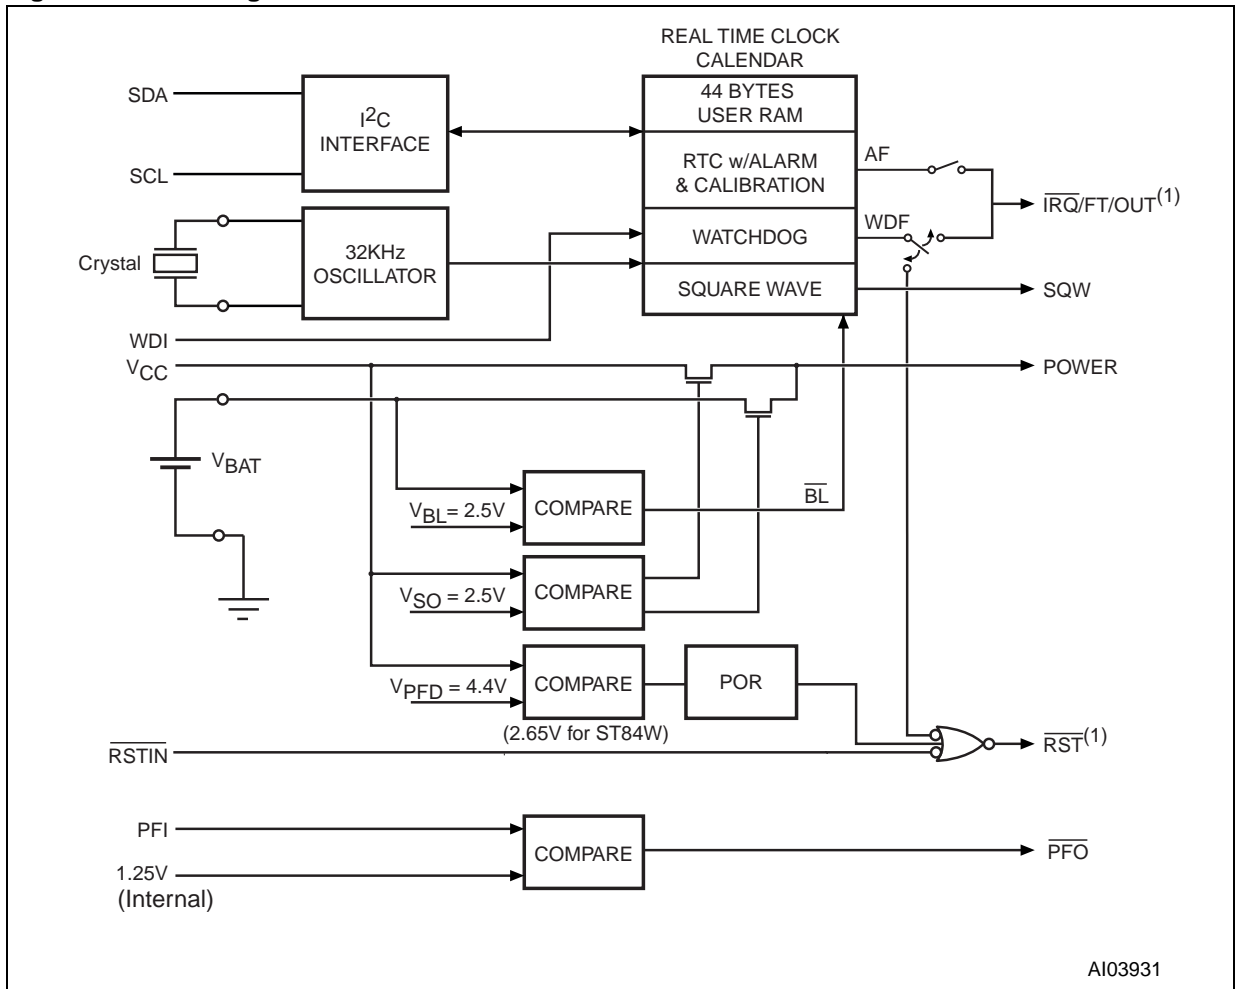 REAL TIME CLOCK
CALENDAR
SDA
SCL
I2C
INTERFACE
44 BYTES
USER RAM
RTC w/ALARM
& CALIBRATION
WATCHDOG
SQUARE WAVE
AF
WDF
IRQ/FT/OUT(1)
SQW
Crystal
32KHz
OSCILLATOR
WDI
VCC
POWER
VBAT
VBL= 2.5V
COMPARE
BL
VSO = 2.5V
COMPARE
VPFD = 4.4V
COMPARE
POR
(2.65V for ST84W)
RSTIN
RST(1)
PFI
1.25V
(Internal)
COMPARE
PFO
AI03931